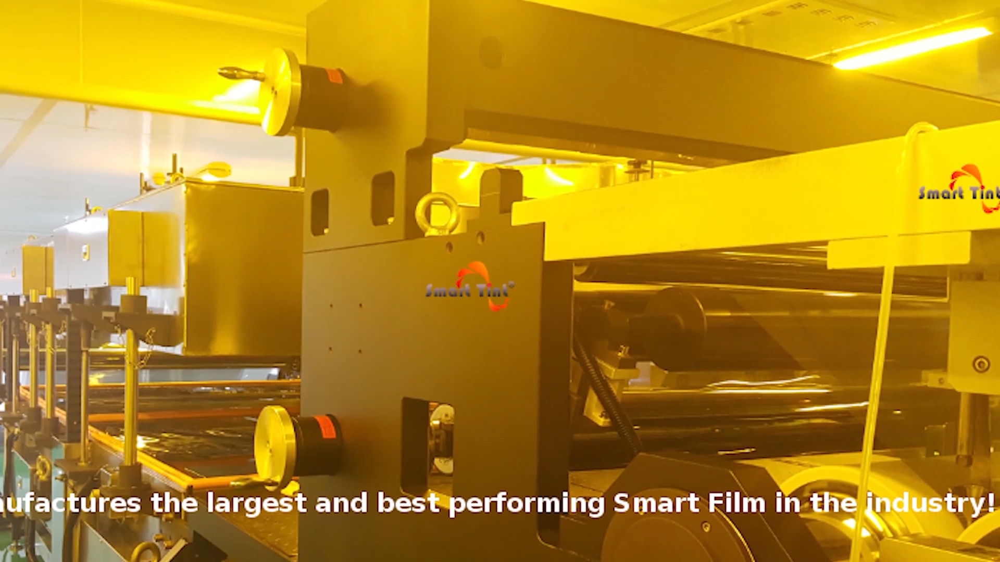 Smart Tint
Smart Tint®
ufactures the largest and best performing Smart Film in the industry!